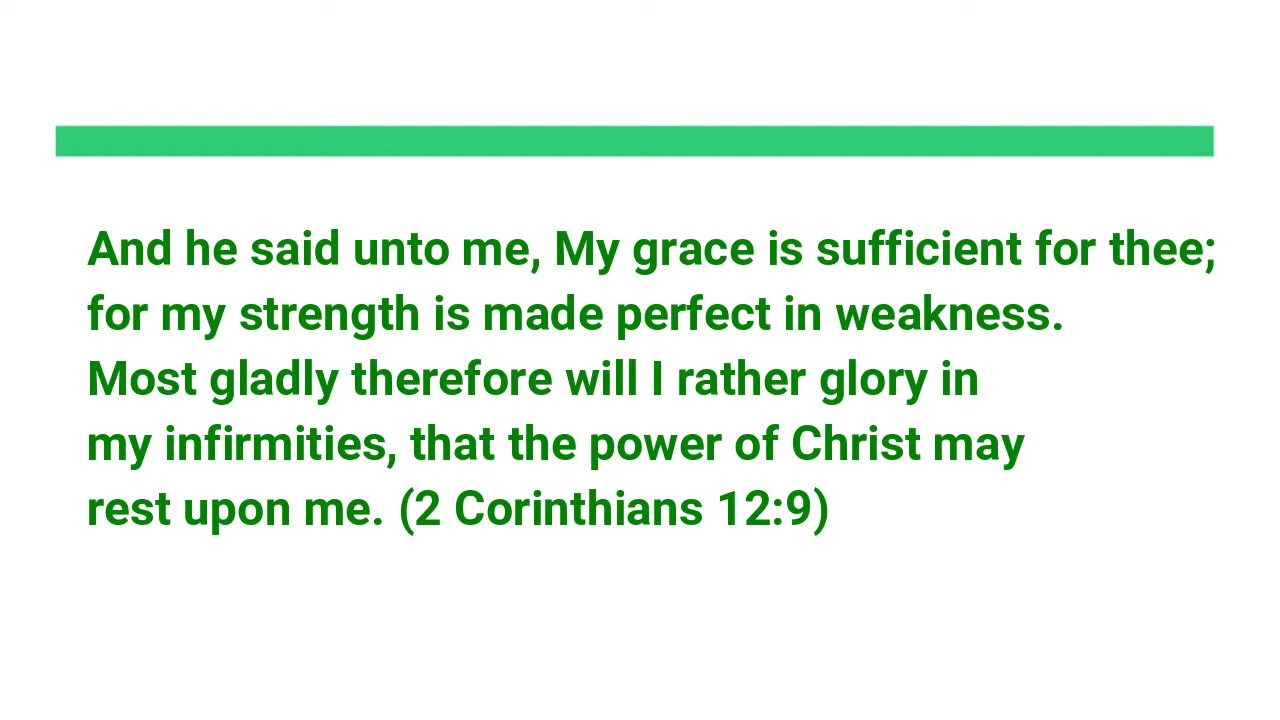 And he said unto me, My grace is sufficient for thee;
for my strength is made perfect in weakness.
Most gladly therefore will I rather glory in
my infirmities, that the power of Christ may
rest upon me. (2 Corinthians 12:9)